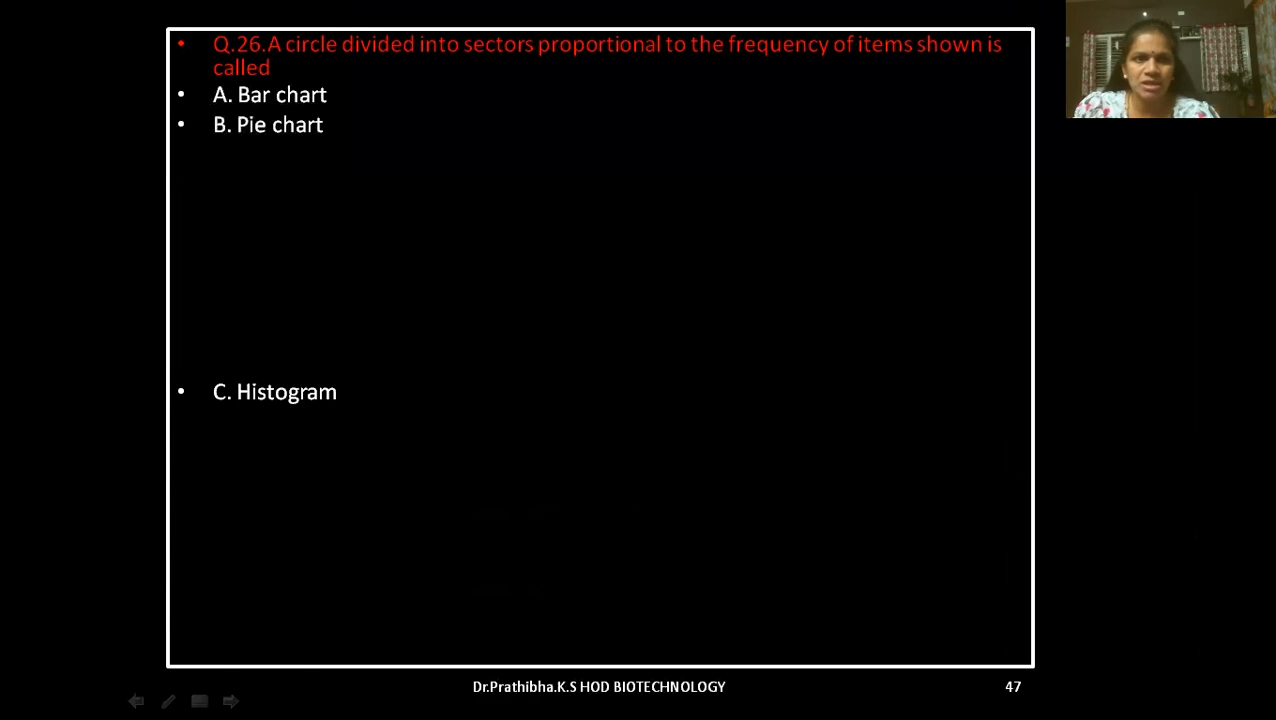 • Q.26.A circle divided into sectors proportional to the frequency of items shown is
called
• A. Bar chart
• B. Pie chart
• C. Histogram
Dr.Prathibha.K.S HOD BIOTECHNOLOGY
47